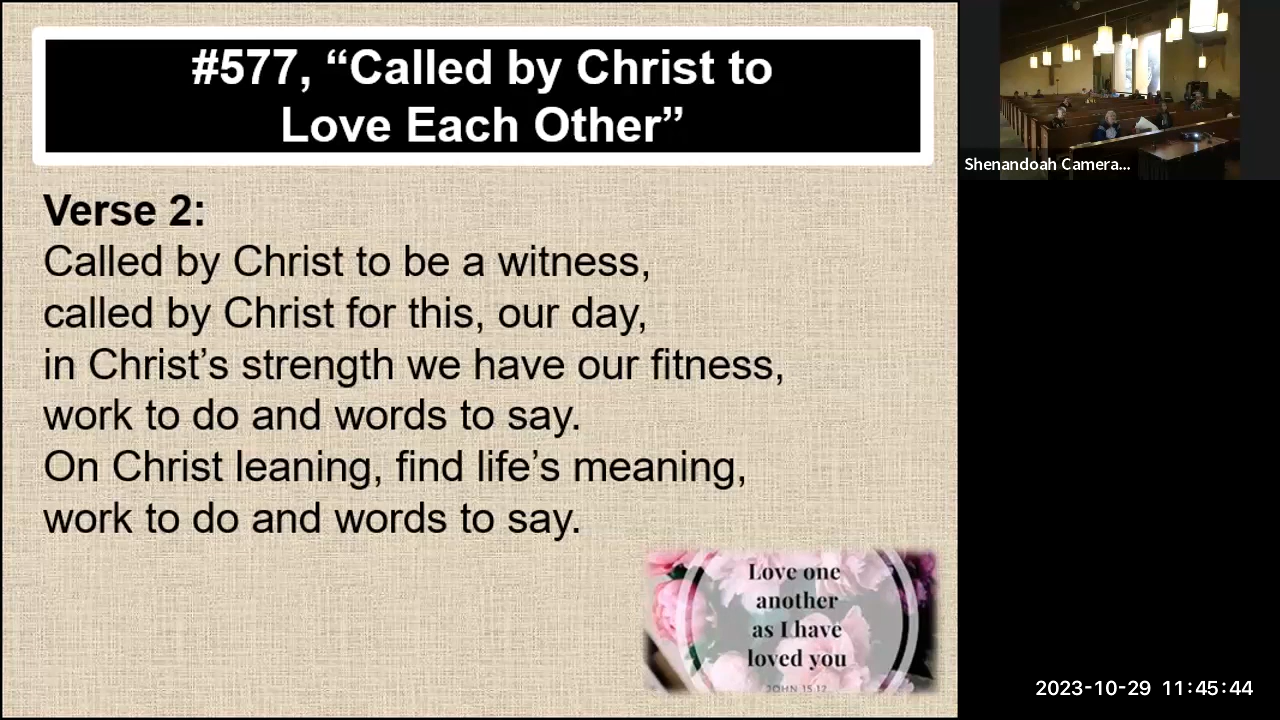 #577, “Called by Christ to
Love Each Other”
Verse 2:
Called by Christ to be a witness,
called by Christ for this, our day,
in Christ’s strength we have our fitness,
work to do and words to say.
On Christ leaning, find life’s meaning,
work to do and words to say.
Love one
another
as I have
loved you
JOHN 15:12
Shenandoah Camera...
2023-10-29 11:45:44